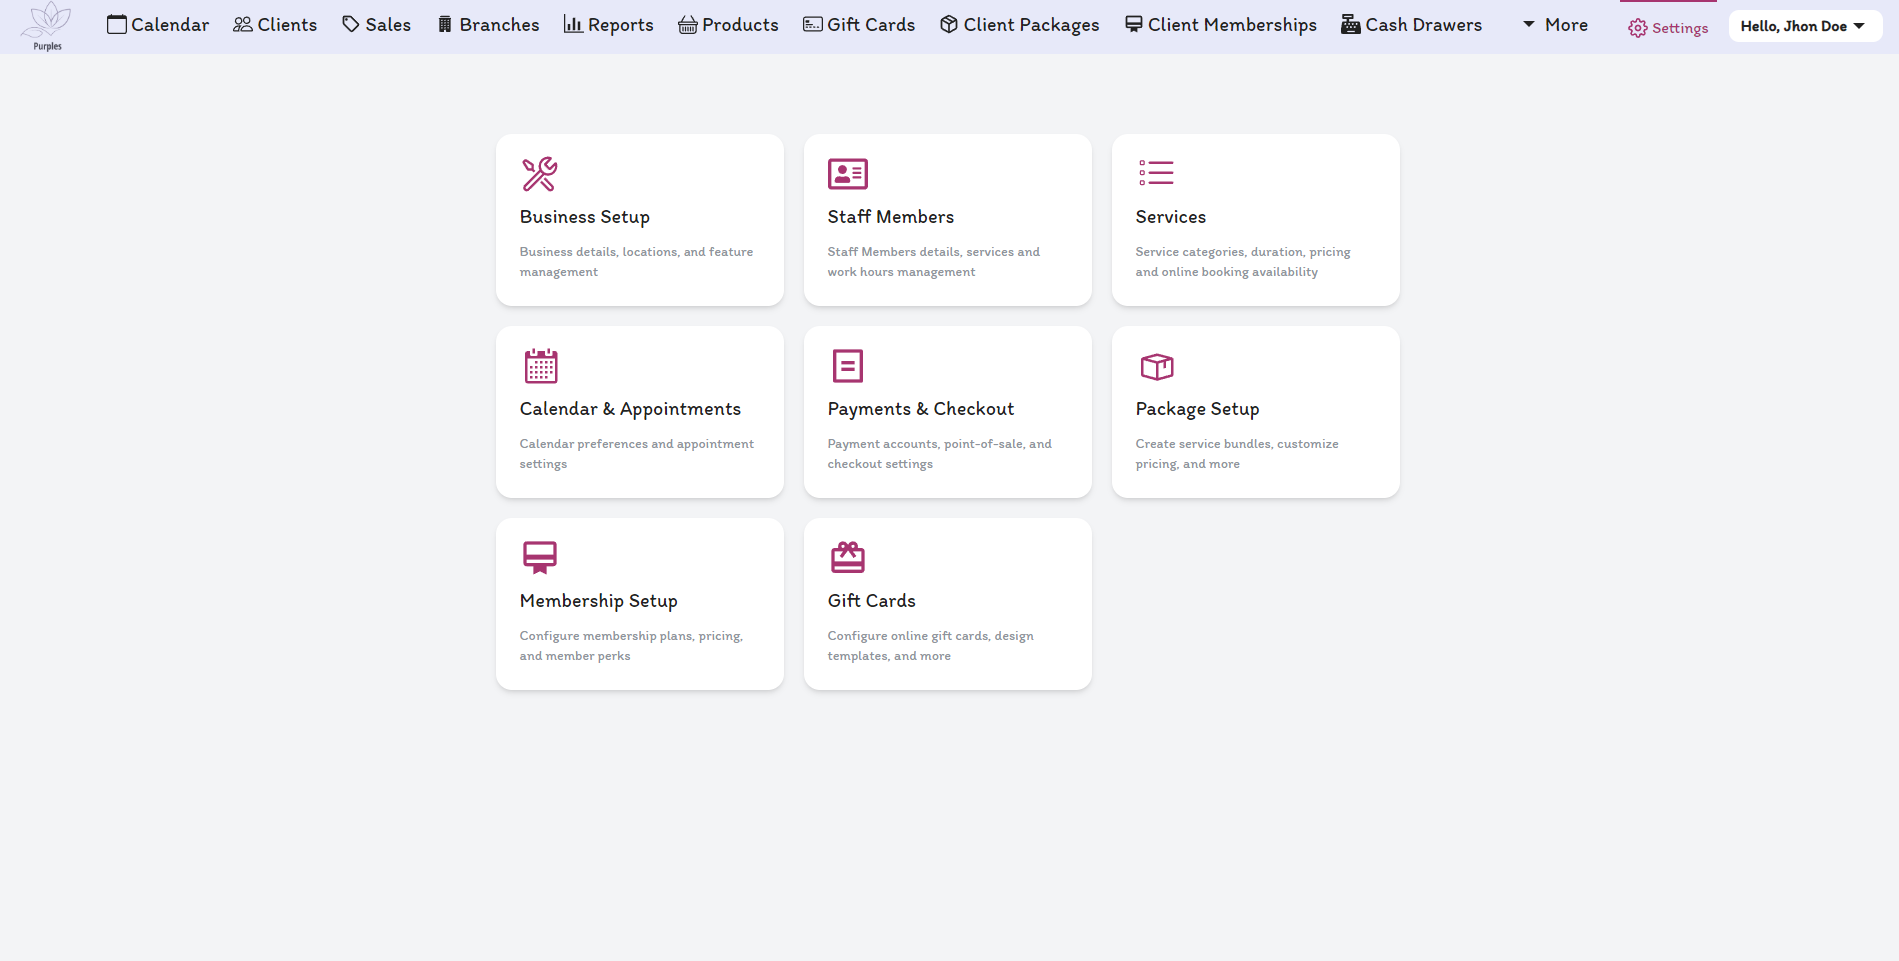 Purples
Calendar
Clients
Sales
Branches
Reports
Products
Gift Cards
Client Packages
Client Memberships
Cash Drawers
More
Settings
Hello, Jhon Doe
Business Setup
Business details, locations, and feature
management
Staff Members
Staff Members details, services and
work hours management
Services
Service categories, duration, pricing
and online booking availability
Calendar & Appointments
Calendar preferences and appointment
settings
Payments & Checkout
Payment accounts, point-of-sale, and
checkout settings
Package Setup
Create service bundles, customize
pricing, and more
Membership Setup
Configure membership plans, pricing,
and member perks
Gift Cards
Configure online gift cards, design
templates, and more